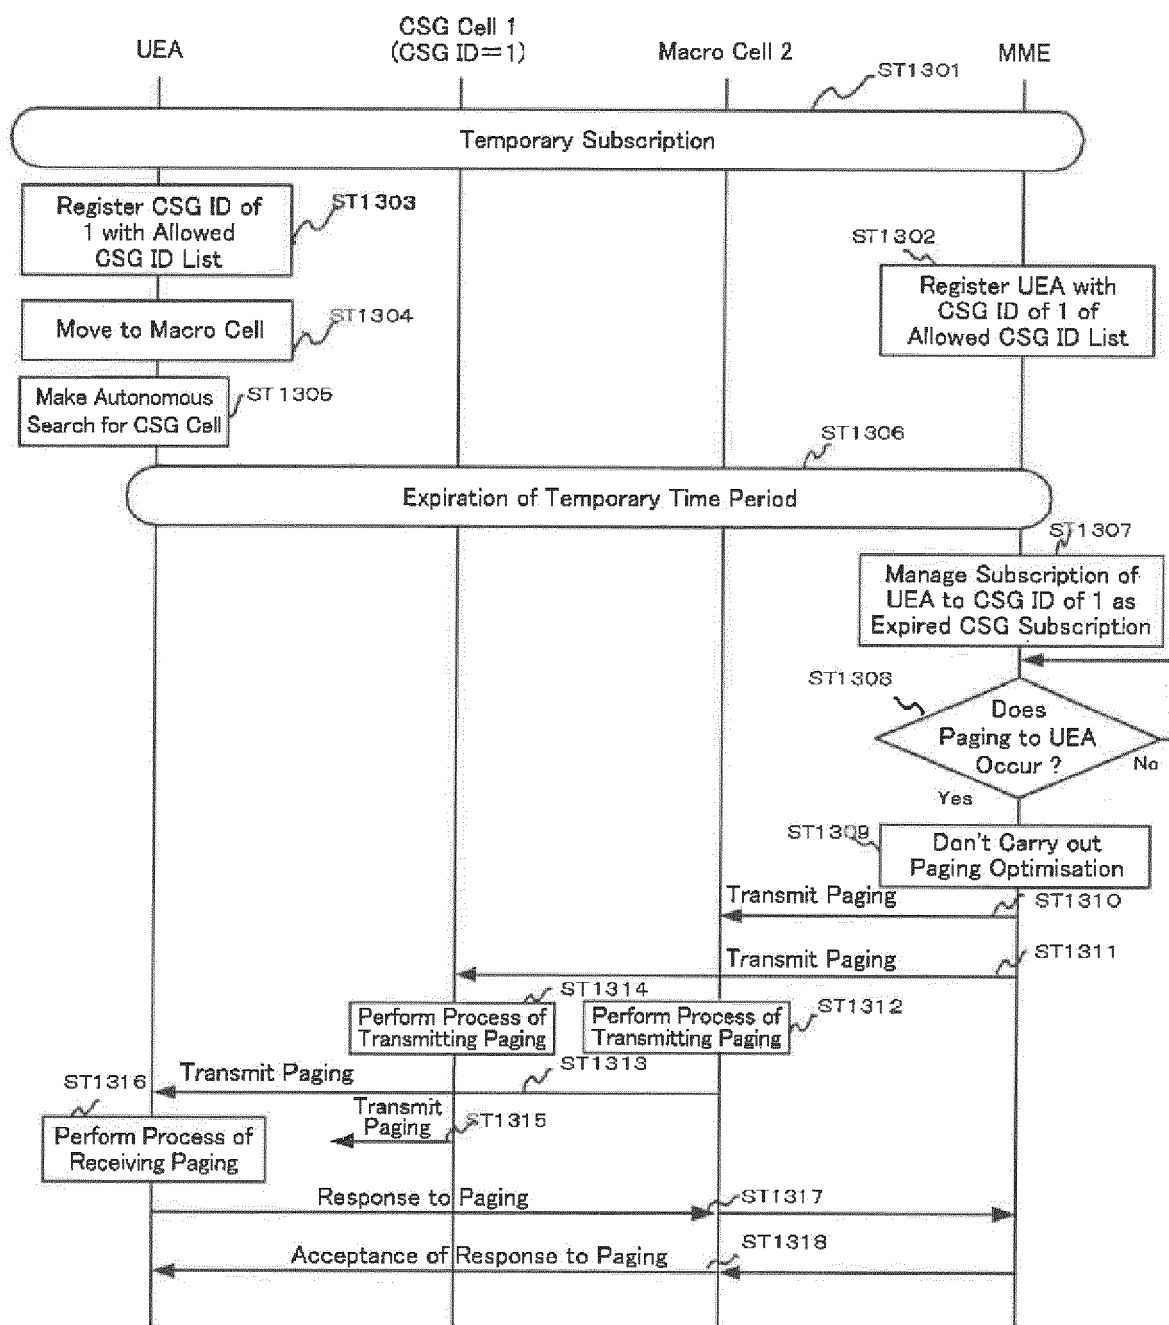 UEA
CSG Cell 1
(CSG ID=1)
Macro Cell 2
MME
ST1301
Temporary Subscription
Register CSG ID of
1 with Allowed
CSG ID List
ST1303
ST1302
Register UEA with
CSG ID of 1 of
Allowed CSG ID List
Move to Macro Cell
ST1304
Make Autonomous
Search for CSG Cell
ST1305
ST1306
Expiration of Temporary Time Period
ST1307
Manage Subscription of
UEA to CSG ID of 1 as
Expired CSG Subscription
ST1308
Does
Paging to UEA
Occur ?
No
Yes
ST1309
Don't Carry out
Paging Optimisation
Transmit Paging
ST1310
Transmit Paging
ST1311
ST1314
Perform Process of
Transmitting Paging
ST1312
Perform Process of
Transmitting Paging
Transmit Paging
ST1313
ST1316
Transmit
Paging
ST1315
Perform Process of
Receiving Paging
Response to Paging
ST1317
Acceptance of Response to Paging
ST1318